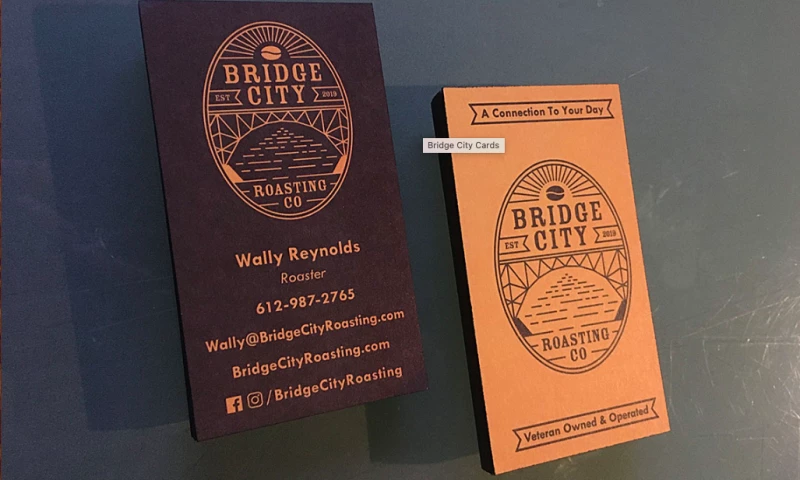 BRIDGE
EST CITY 2019
ROASTING
CO
Wally Reynolds
Roaster
612-987-2765
Wally@BridgeCityRoasting.com
BridgeCityRoasting.com
/BridgeCityRoasting
Bridge City Cards
A Connection To Your Day
BRIDGE
EST CITY 2019
ROASTING
CO
Veteran Owned & Operated